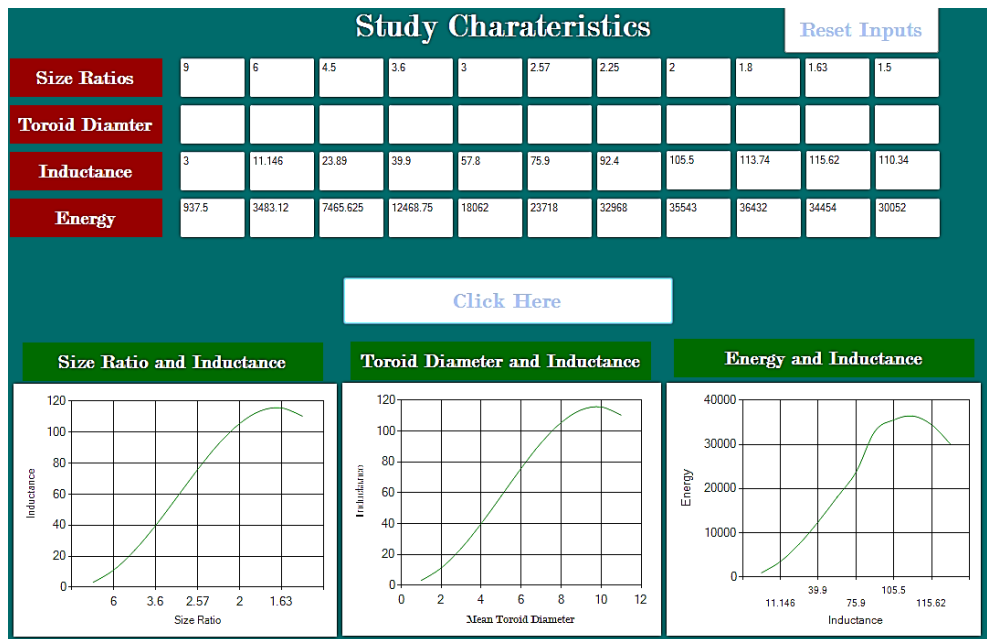 Study Charateristics
Reset Inputs
Size Ratios 9 6 4.5 3.6 3 2.57 2.25 2 1.8 1.63 1.5
Toroid Diamter
Inductance 3 11.146 23.89 39.9 57.8 75.9 92.4 105.5 113.74 115.62 110.34
Energy 937.5 3483.12 7465.625 12468.75 18062 23718 32968 35543 36432 34454 30052
Click Here
Size Ratio and Inductance
120
100
80
60
40
20
0
Inductance
6 3.6 2.57 2 1.63
Size Ratio
Toroid Diameter and Inductance
120
100
80
60
40
20
0
Inductance
0 2 4 6 8 10 12
Mean Toroid Diameter
Energy and Inductance
40000
30000
20000
10000
0
Energy
39.9 105.5
11.146 75.9 115.62
Inductance